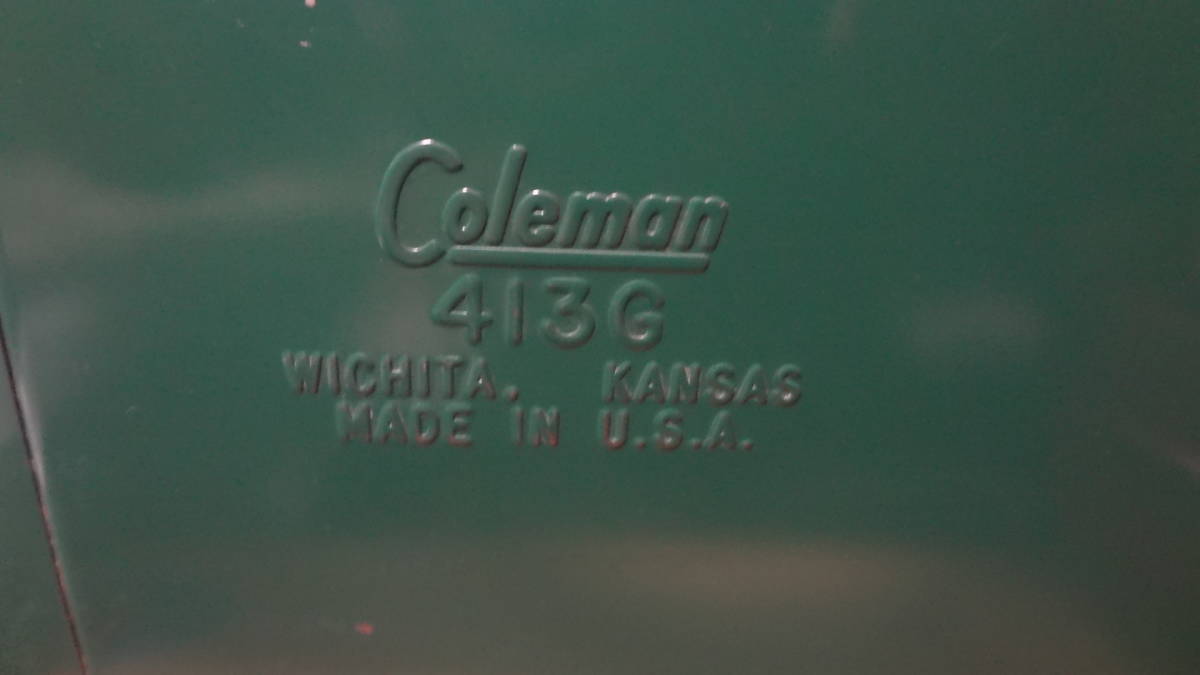 Coleman
413G
WICHITA, KANSAS
MADE IN U.S.A.